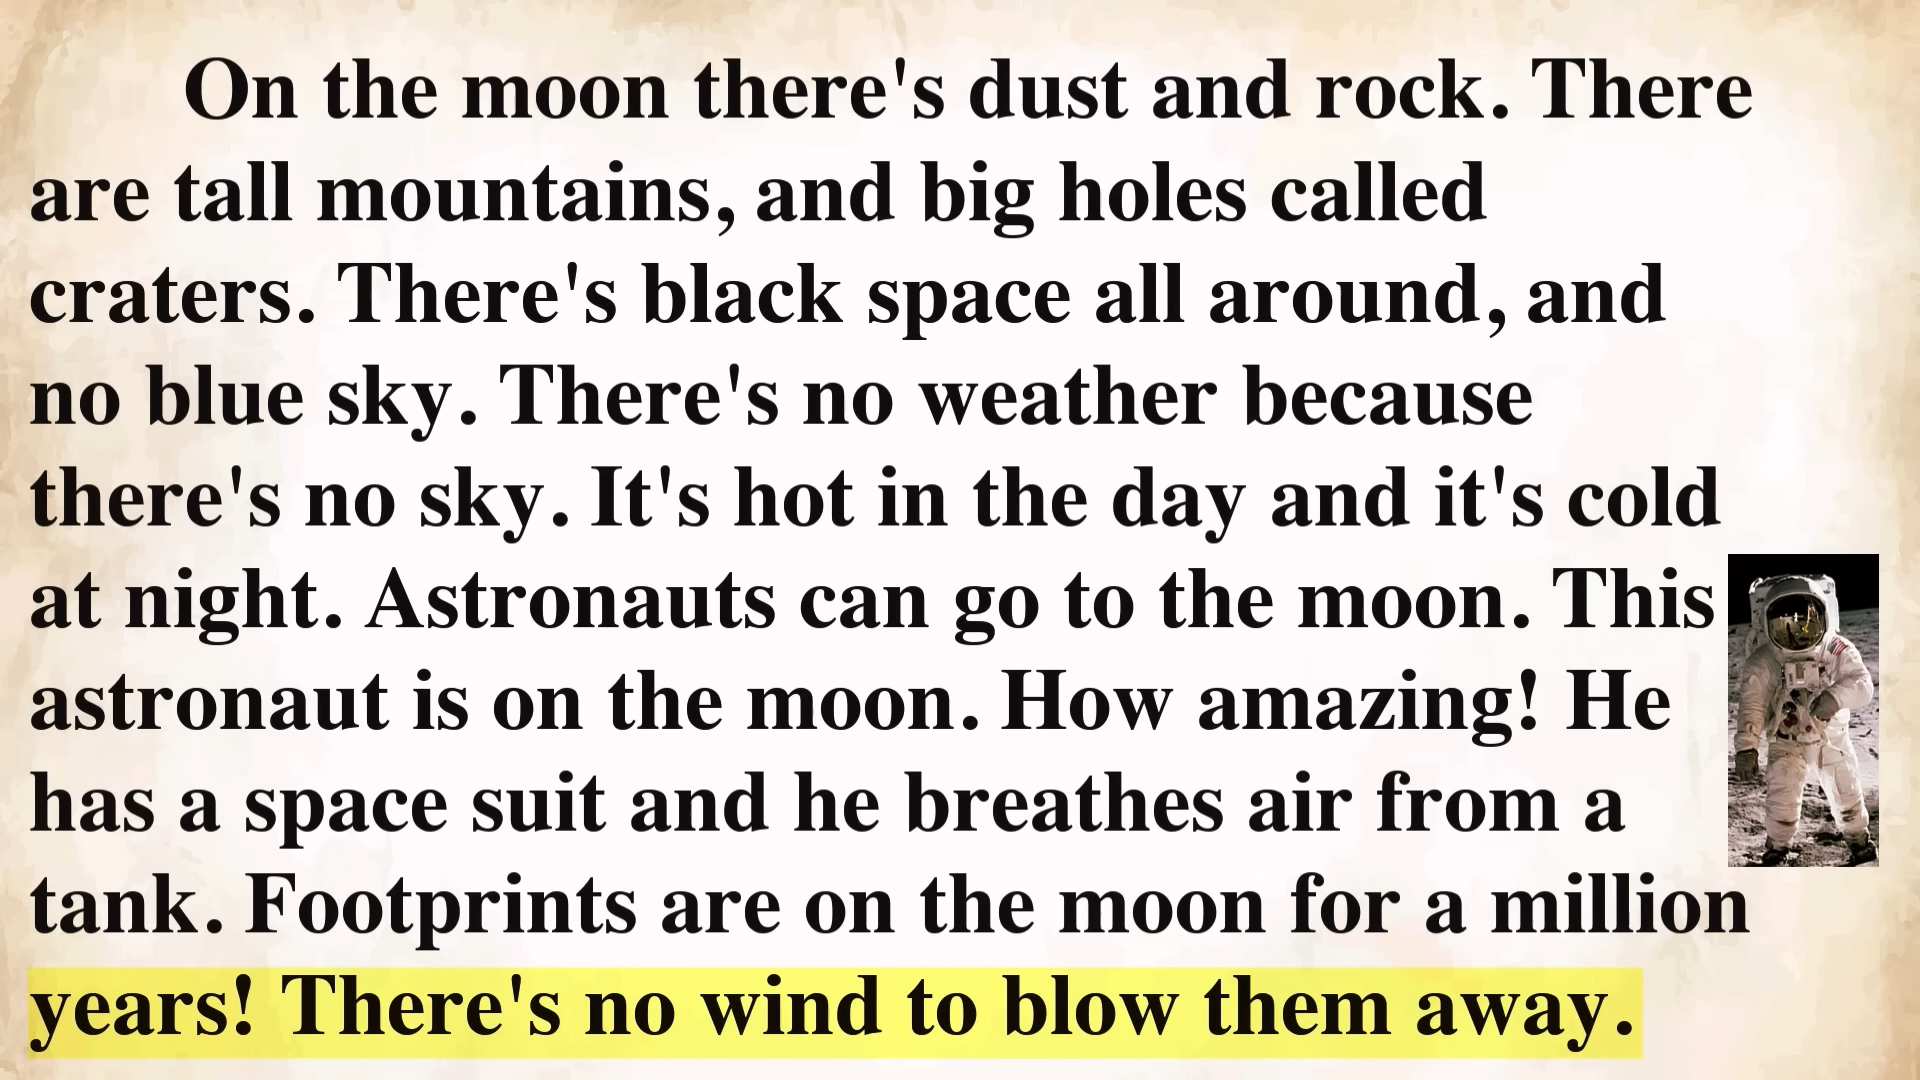 On the moon there's dust and rock. There
are tall mountains, and big holes called
craters. There's black space all around, and
no blue sky. There's no weather because
there's no sky. It's hot in the day and it's cold
at night. Astronauts can go to the moon. This
astronaut is on the moon. How amazing! He
has a space suit and he breathes air from a
tank. Footprints are on the moon for a million
years! There's no wind to blow them away.